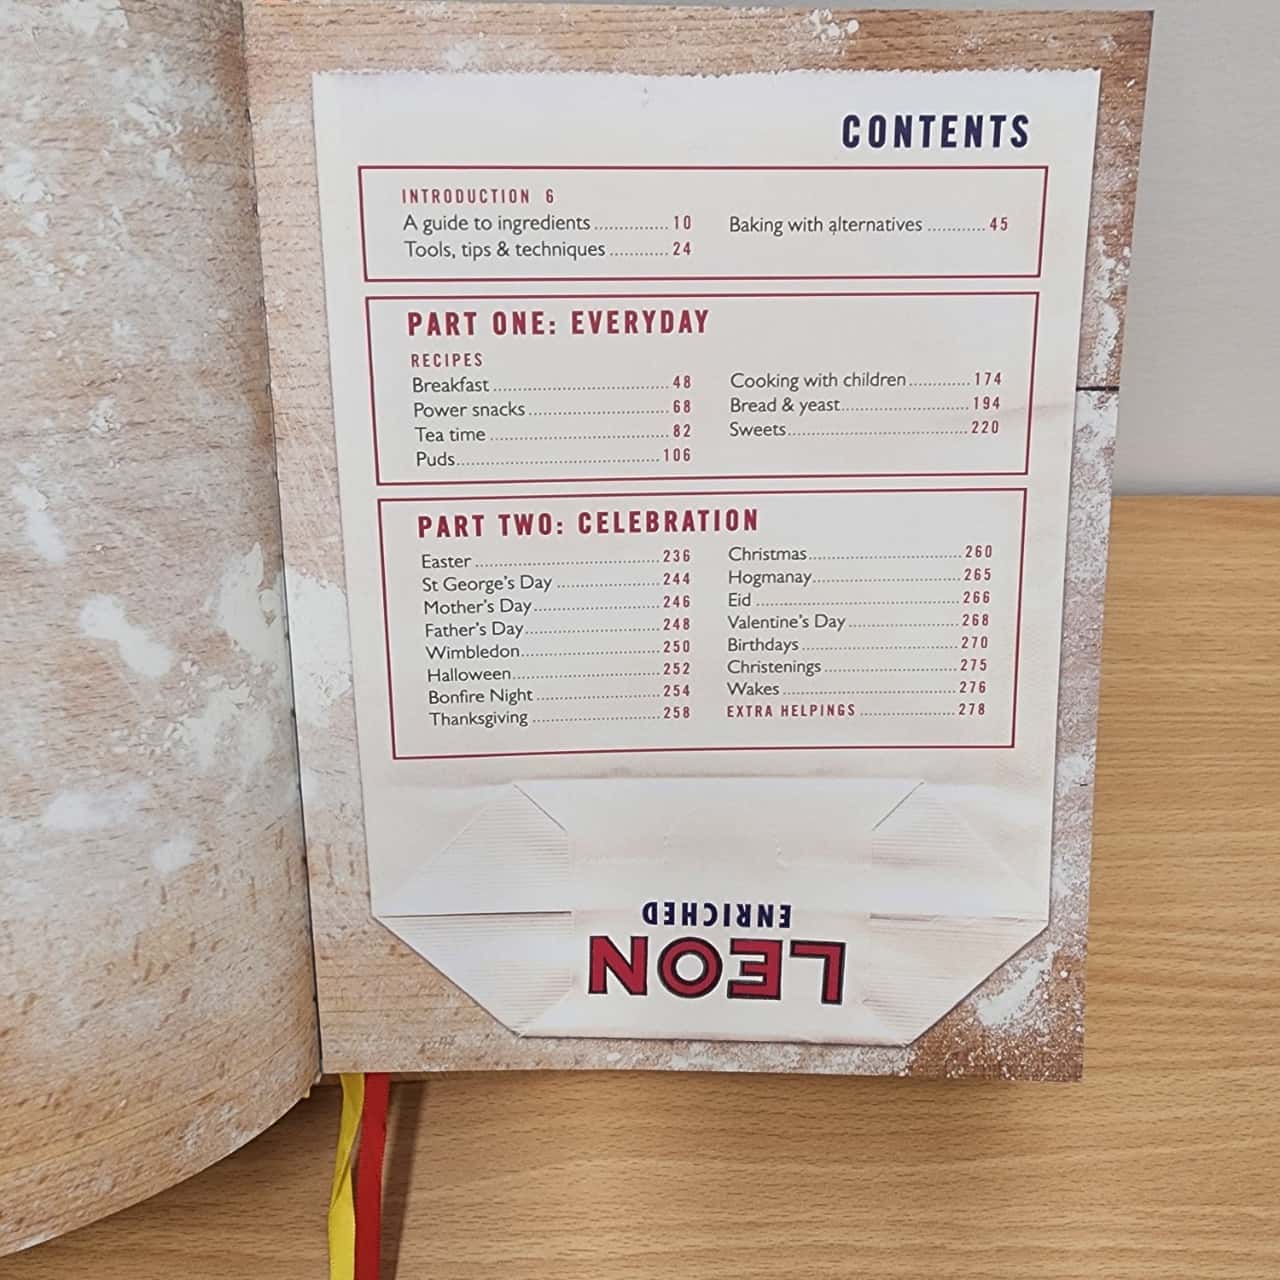 CONTENTS
INTRODUCTION 6
A guide to ingredients .............. 10
Tools, tips & techniques ............ 24
Baking with alternatives ............ 45
PART ONE: EVERYDAY
RECIPES
Breakfast ................................... 48
Power snacks ............................ 68
Tea time .................................... 82
Puds ......................................... 106
Cooking with children ............ 174
Bread & yeast .......................... 194
Sweets .................................... 220
PART TWO: CELEBRATION
Easter ..................................... 236
St George's Day ...................... 244
Mother's Day .......................... 246
Father's Day ............................ 248
Wimbledon ............................. 250
Halloween ............................... 252
Bonfire Night .......................... 254
Thanksgiving ........................... 258
Christmas ................................ 260
Hogmanay ............................... 265
Eid .......................................... 266
Valentine's Day ....................... 268
Birthdays ................................. 270
Christenings ............................ 275
Wakes ..................................... 276
EXTRA HELPINGS .................... 278
LEON
ENRICHED